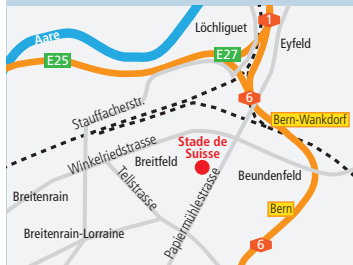 Löchliguet
1
Aare
Eyfeld
E27
E25
6
Stauffacherstr.
Bern-Wankdorf
Winkelriedstrasse
Stade de
Suisse
Breitfeld
Tellstrasse
Papiermühlestrasse
Beundenfeld
Breitenrain
Bern
Breitenrain-Lorraine
6